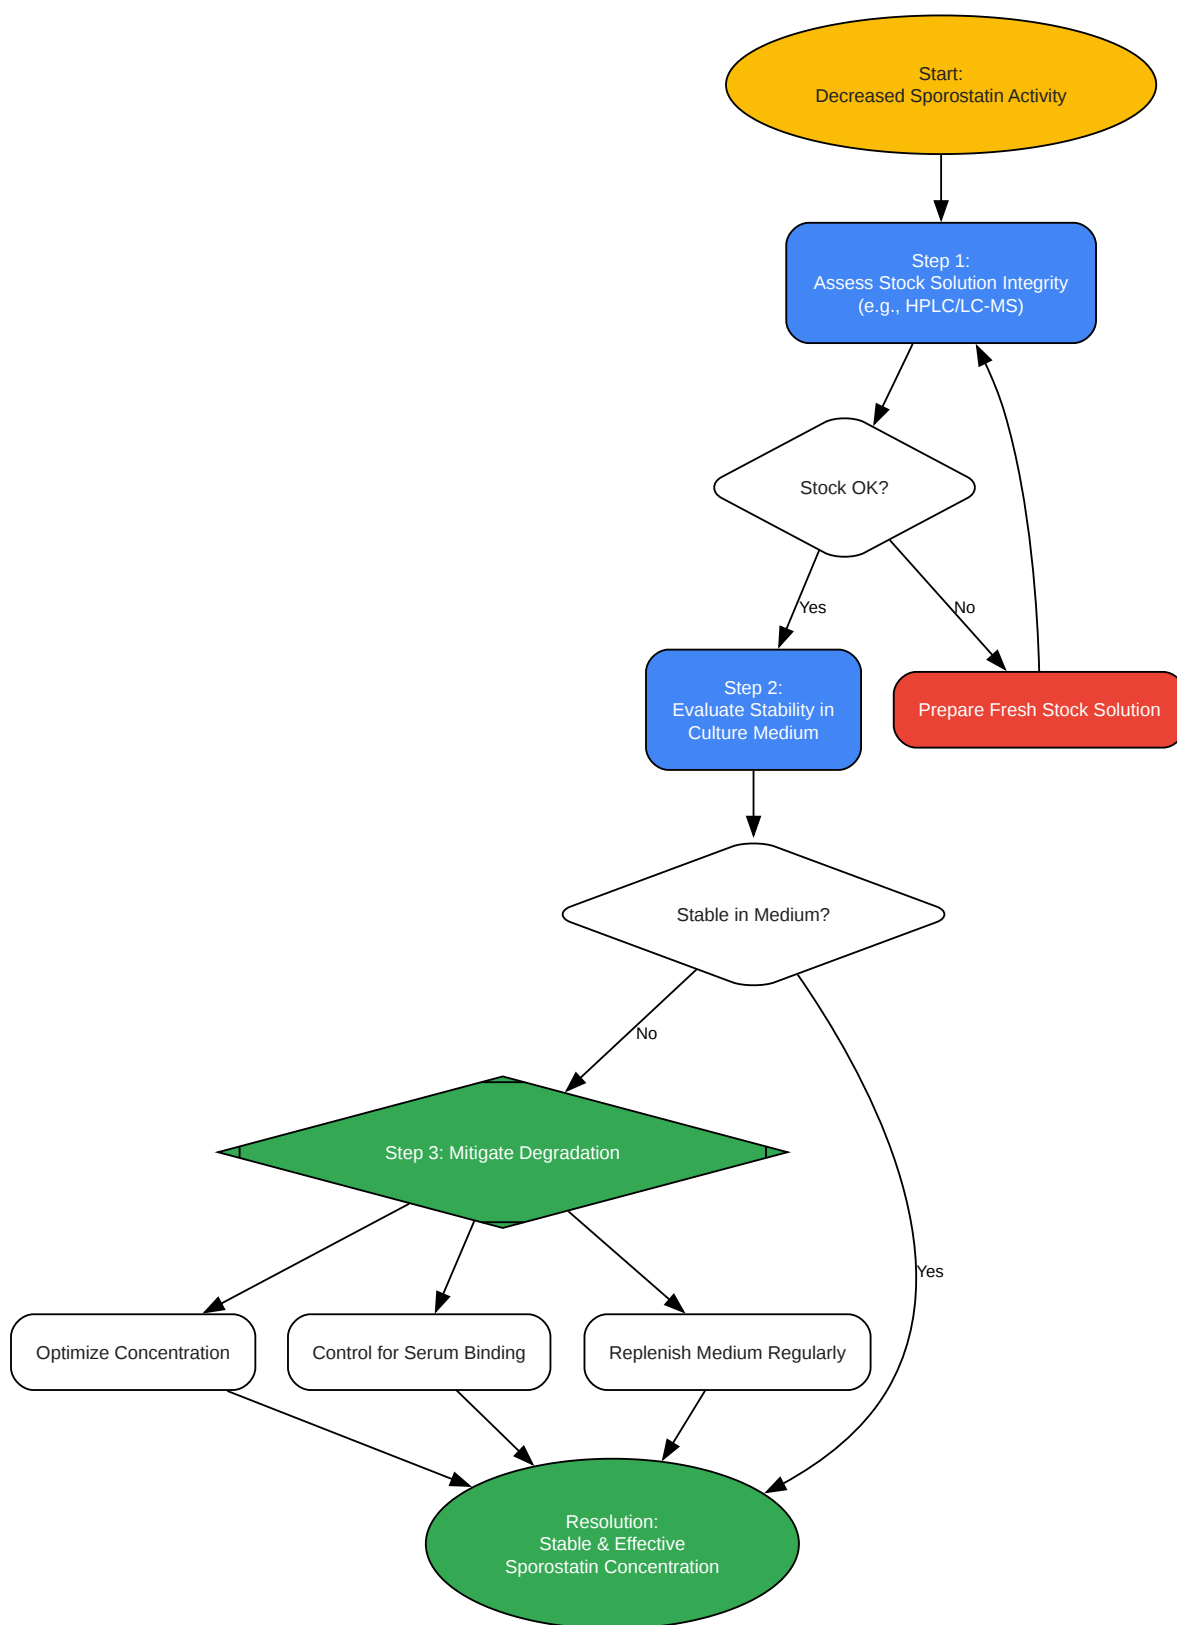 Start:
Decreased Sporostatin Activity
Step 1:
Assess Stock Solution Integrity
(e.g., HPLC/LC-MS)
Stock OK?
Yes
No
Step 2:
Evaluate Stability in
Culture Medium
Prepare Fresh Stock Solution
Stable in Medium?
No
Step 3: Mitigate Degradation
Yes
Optimize Concentration
Control for Serum Binding
Replenish Medium Regularly
Resolution:
Stable & Effective
Sporostatin Concentration